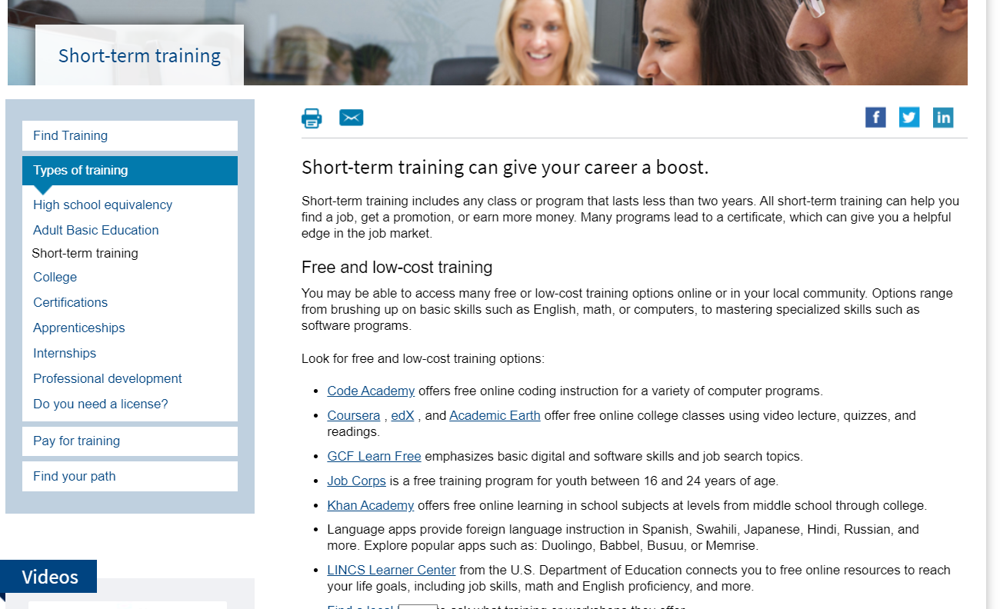 Short-term training
Find Training
Types of training
High school equivalency
Adult Basic Education
Short-term training
College
Certifications
Apprenticeships
Internships
Professional development
Do you need a license?
Pay for training
Find your path
Videos
f
in
Short-term training can give your career a boost.
Short-term training includes any class or program that lasts less than two years. All short-term training can help you
find a job, get a promotion, or earn more money. Many programs lead to a certificate, which can give you a helpful
edge in the job market.
Free and low-cost training
You may be able to access many free or low-cost training options online or in your local community. Options range
from brushing up on basic skills such as English, math, or computers, to mastering specialized skills such as
software programs.
Look for free and low-cost training options:
• Code Academy offers free online coding instruction for a variety of computer programs.
• Coursera , edX , and Academic Earth offer free online college classes using video lecture, quizzes, and
readings.
• GCF Learn Free emphasizes basic digital and software skills and job search topics.
• Job Corps is a free training program for youth between 16 and 24 years of age.
• Khan Academy offers free online learning in school subjects at levels from middle school through college.
• Language apps provide foreign language instruction in Spanish, Swahili, Japanese, Hindi, Russian, and
more. Explore popular apps such as: Duolingo, Babbel, Busuu, or Memrise.
• LINCS Learner Center from the U.S. Department of Education connects you to free online resources to reach
your life goals, including job skills, math and English proficiency, and more.
Find a local ask what training or workshops they offer